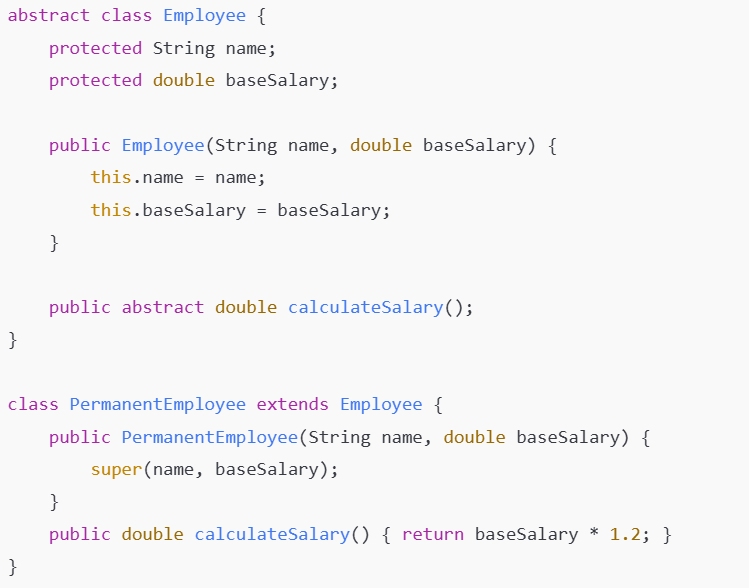 abstract class Employee {
    protected String name;
    protected double baseSalary;

    public Employee(String name, double baseSalary) {
        this.name = name;
        this.baseSalary = baseSalary;
    }

    public abstract double calculateSalary();
}

class PermanentEmployee extends Employee {
    public PermanentEmployee(String name, double baseSalary) {
        super(name, baseSalary);
    }
    public double calculateSalary() { return baseSalary * 1.2; }
}